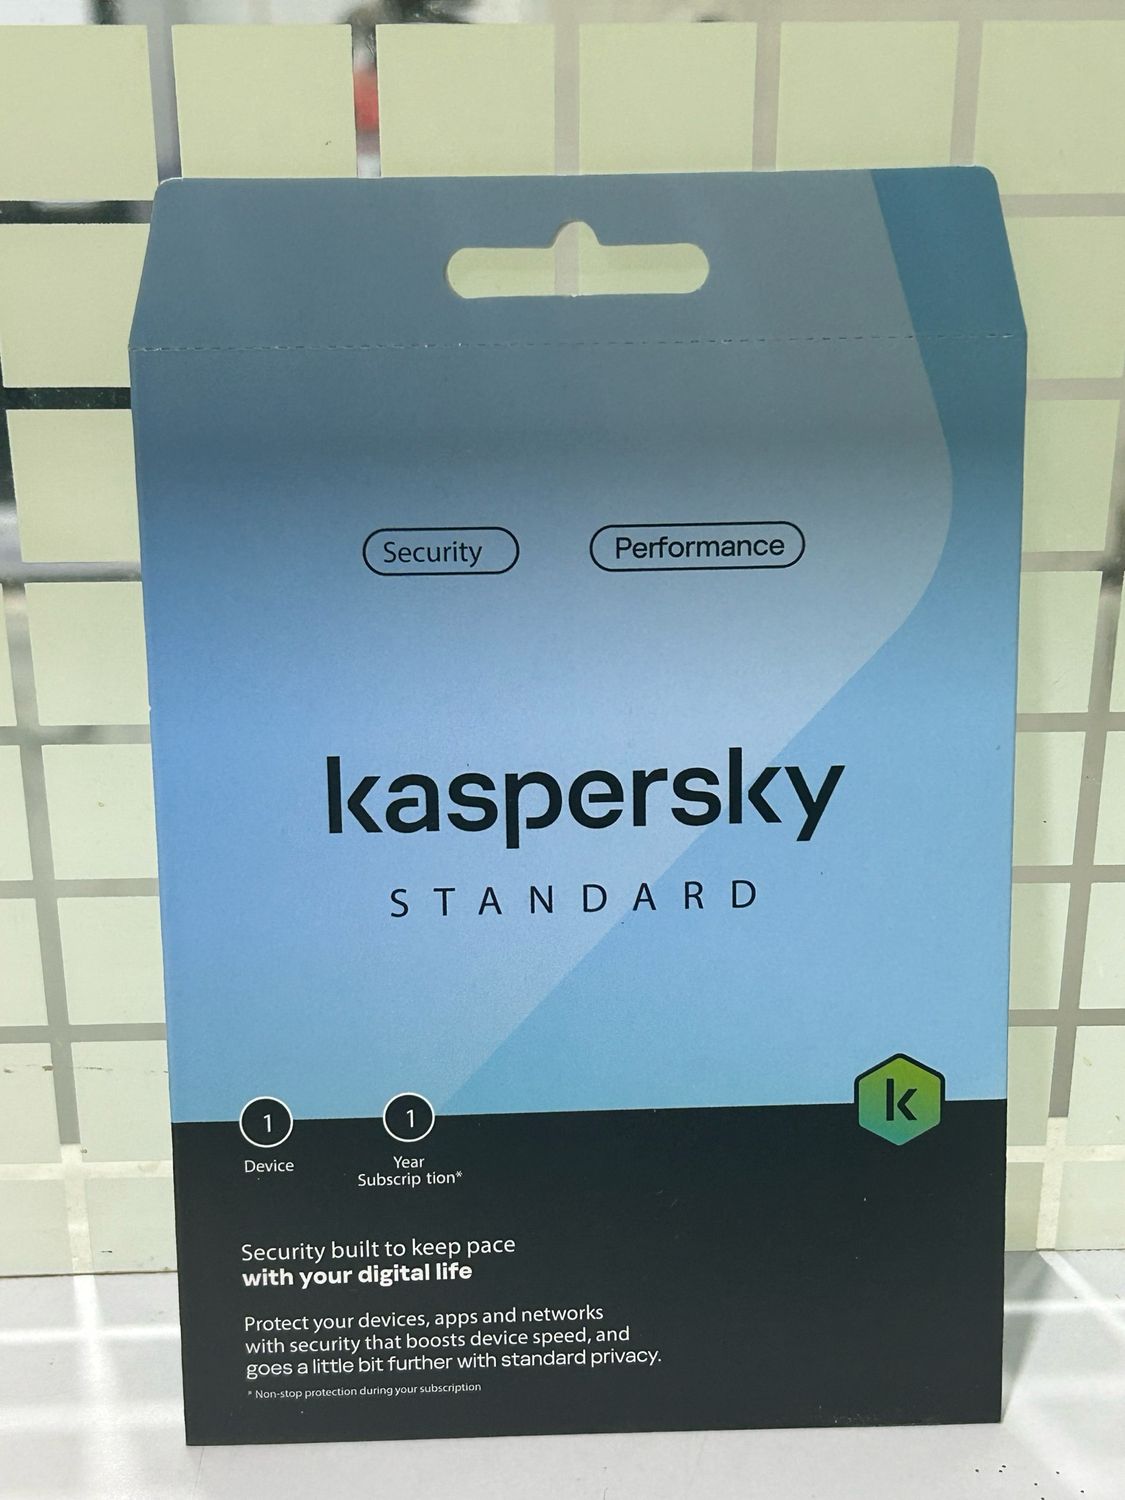 Security Performance
kaspersky
STANDARD
k
1 1
Device Year
Subscrip tion*
Security built to keep pace
with your digital life
Protect your devices, apps and networks
with security that boosts device speed, and
goes a little bit further with standard privacy.
* Non-stop protection during your subscription